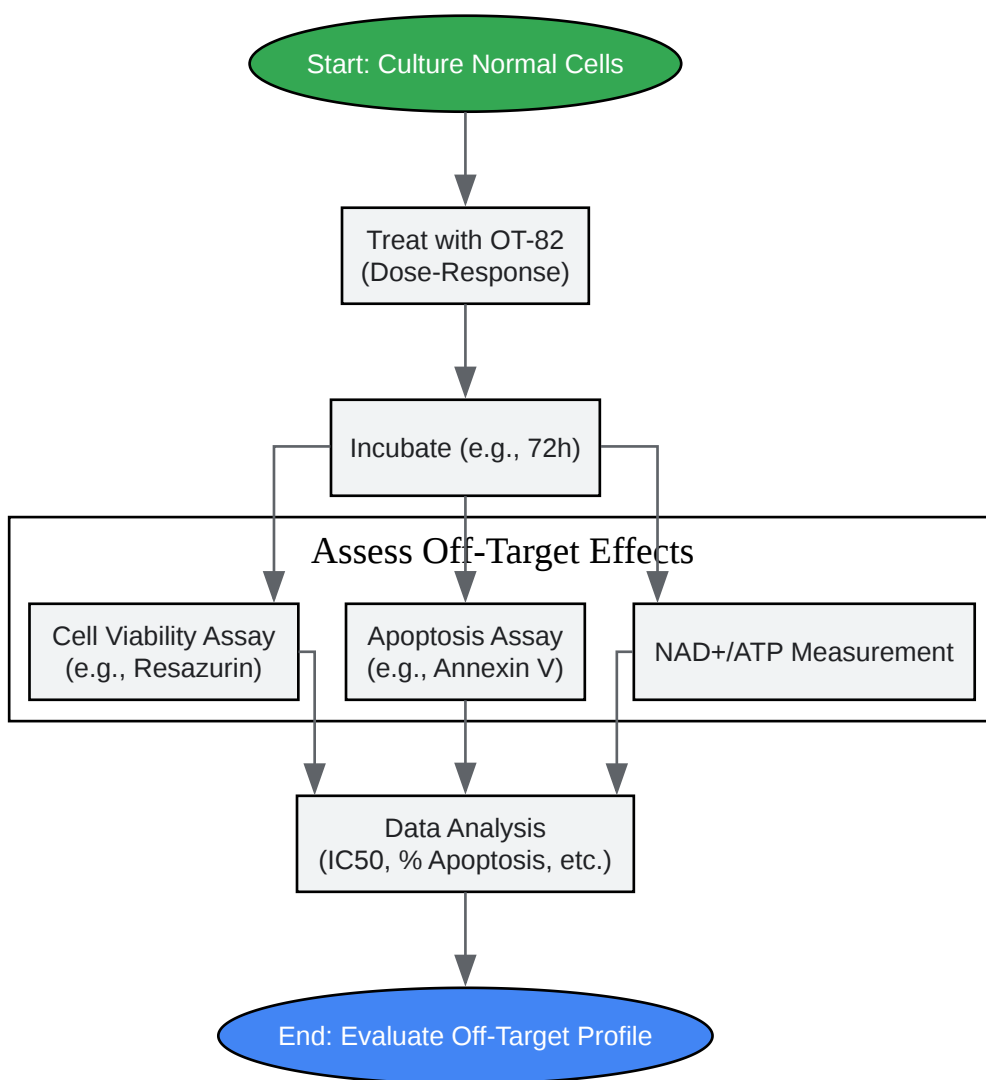 Start: Culture Normal Cells
Treat with OT-82
(Dose-Response)
Incubate (e.g., 72h)
Assess Off-Target Effects
Cell Viability Assay
(e.g., Resazurin)
Apoptosis Assay
(e.g., Annexin V)
NAD+/ATP Measurement
Data Analysis
(IC50, % Apoptosis, etc.)
End: Evaluate Off-Target Profile